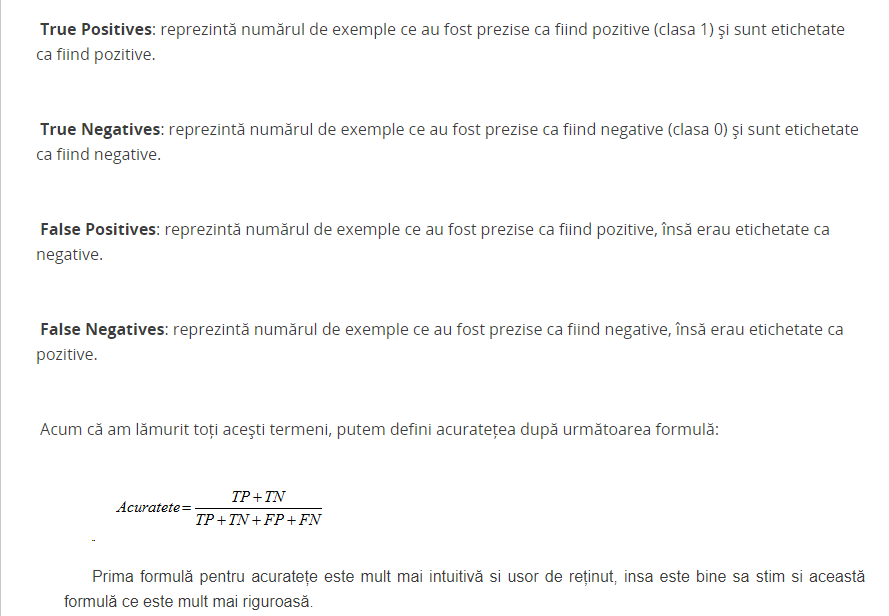 True Positives: reprezintă numărul de exemple ce au fost prezise ca fiind pozitive (clasa 1) şi sunt etichetate
ca fiind pozitive.
True Negatives: reprezintă numărul de exemple ce au fost prezise ca fiind negative (clasa 0) şi sunt etichetate
ca fiind negative.
False Positives: reprezintă numărul de exemple ce au fost prezise ca fiind pozitive, însă erau etichetate ca
negative.
False Negatives: reprezintă numărul de exemple ce au fost prezise ca fiind negative, însă erau etichetate ca
pozitive.
Acum că am lămurit toți aceşti termeni, putem defini acuratețea după următoarea formulă:
TP+TN
Acuratete=
TP+TN+FP+FN
Prima formulă pentru acuratețe este mult mai intuitivă si usor de reținut, insa este bine sa stim si această
formulă ce este mult mai riguroasă.